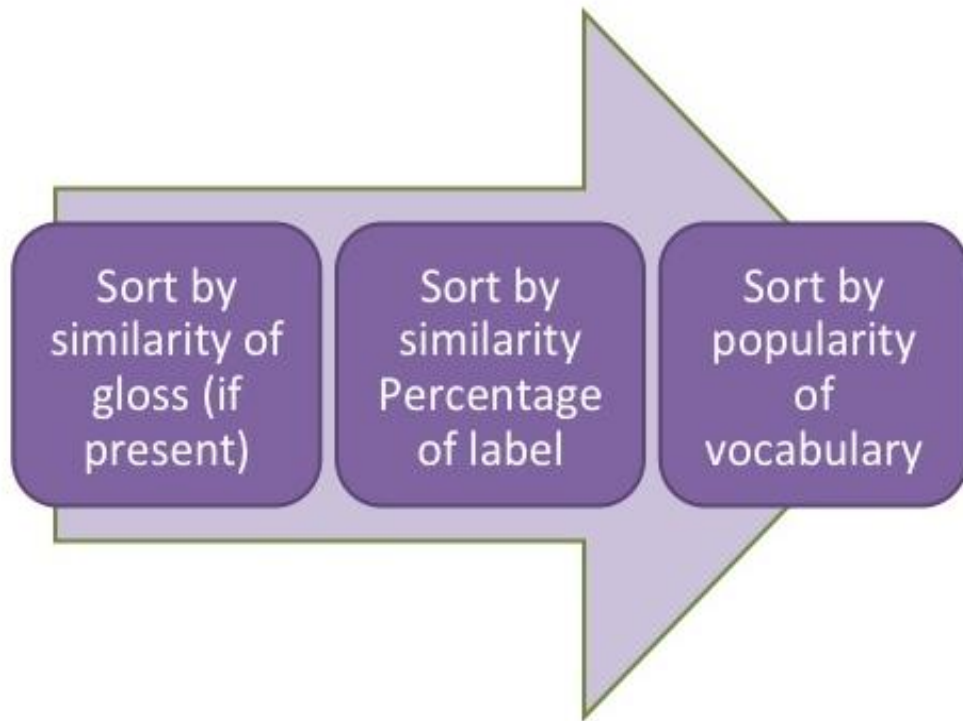 Sort by
similarity of
gloss (if
present)
Sort by
similarity
Percentage
of label
Sort by
popularity
of
vocabulary